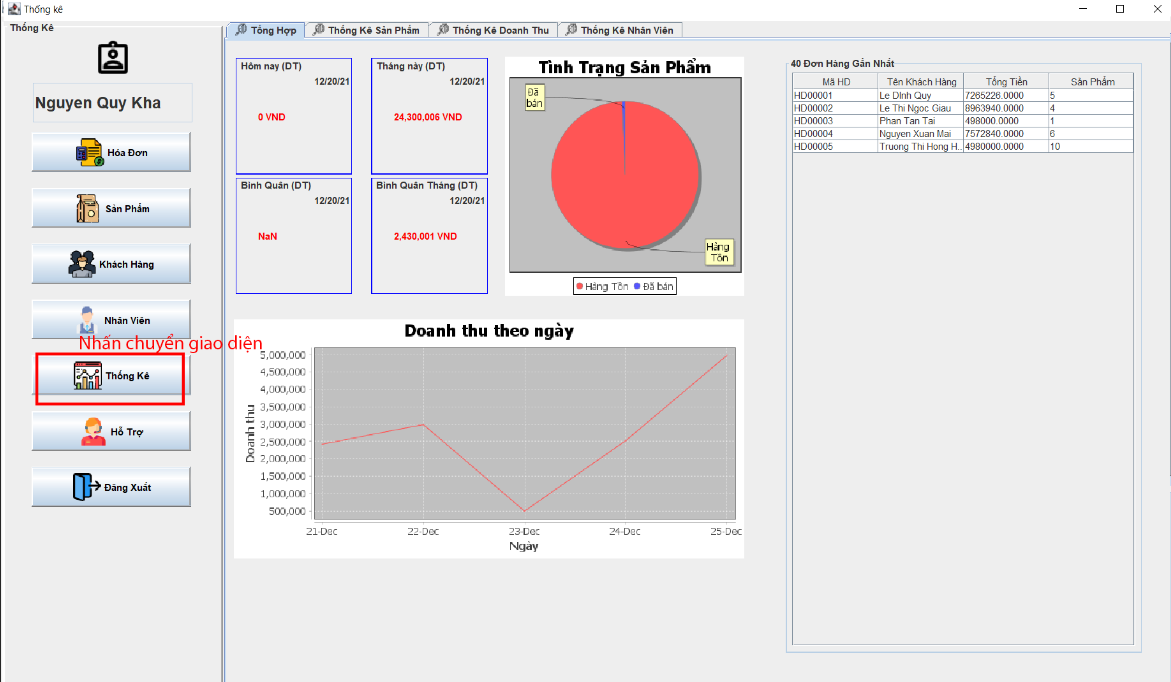 Thống kê
Thống Kê
Nguyen Quy Kha
Hóa Đơn
Sản Phẩm
Khách Hàng
Nhân Viên
Nhấn chuyển giao diện
Thống Kê
Hỗ Trợ
Đăng Xuất
Tổng Hợp
Thống Kê Sản Phẩm
Thống Kê Doanh Thu
Thống Kê Nhân Viên
Hôm nay (DT)
12/20/21
0 VND
Tháng này (DT)
12/20/21
24,300,006 VND
Bình Quân (DT)
12/20/21
NaN
Bình Quân Tháng (DT)
12/20/21
2,430,001 VND
Tình Trạng Sản Phẩm
Đã
bán
Hàng
Tồn
Hàng Tồn Đã bán
Doanh thu theo ngày
Doanh thu
5,000,000
4,500,000
4,000,000
3,500,000
3,000,000
2,500,000
2,000,000
1,500,000
1,000,000
500,000
21-Dec 22-Dec 23-Dec 24-Dec 25-Dec
Ngày
40 Đơn Hàng Gần Nhất
Mã HD Tên Khách Hàng Tổng Tiền Sản Phẩm
HD00001 Le DInh Quy 7265226.0000 5
HD00002 Le Thi Ngoc Giau 8963940.0000 4
HD00003 Phan Tan Tai 498000.0000 1
HD00004 Nguyen Xuan Mai 7572840.0000 6
HD00005 Truong Thi Hong H... 4980000.0000 10